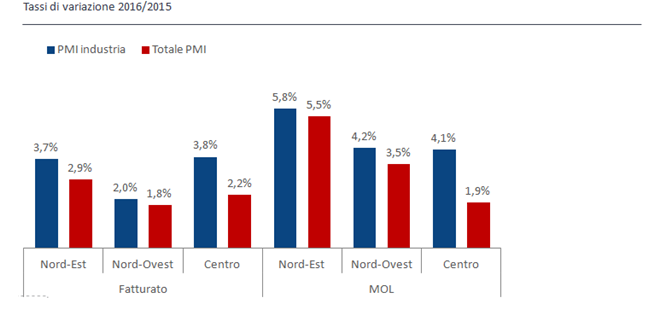 Tassi di variazione 2016/2015
PMI industria Totale PMI
5,8% 5,5%
4,2% 4,1%
3,7% 3,8% 3,5%
2,9%
2,0% 1,8% 2,2% 1,9%
Nord-Est Nord-Ovest Centro Nord-Est Nord-Ovest Centro
Fatturato MOL